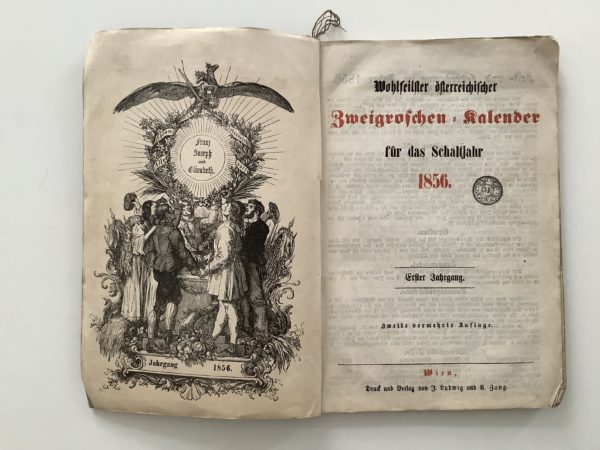 Franz
Joseph
und
Elisabeth.
Jahrgang 1856.
Wohlfeilster österreichischer
Zweigroschen-Kalender
für das Schaltjahr
1856.
Erster Jahrgang.
Zweite vermehrte Auflage.
Wien,
Druck und Verlag von J. Ludwig und A. Zang.